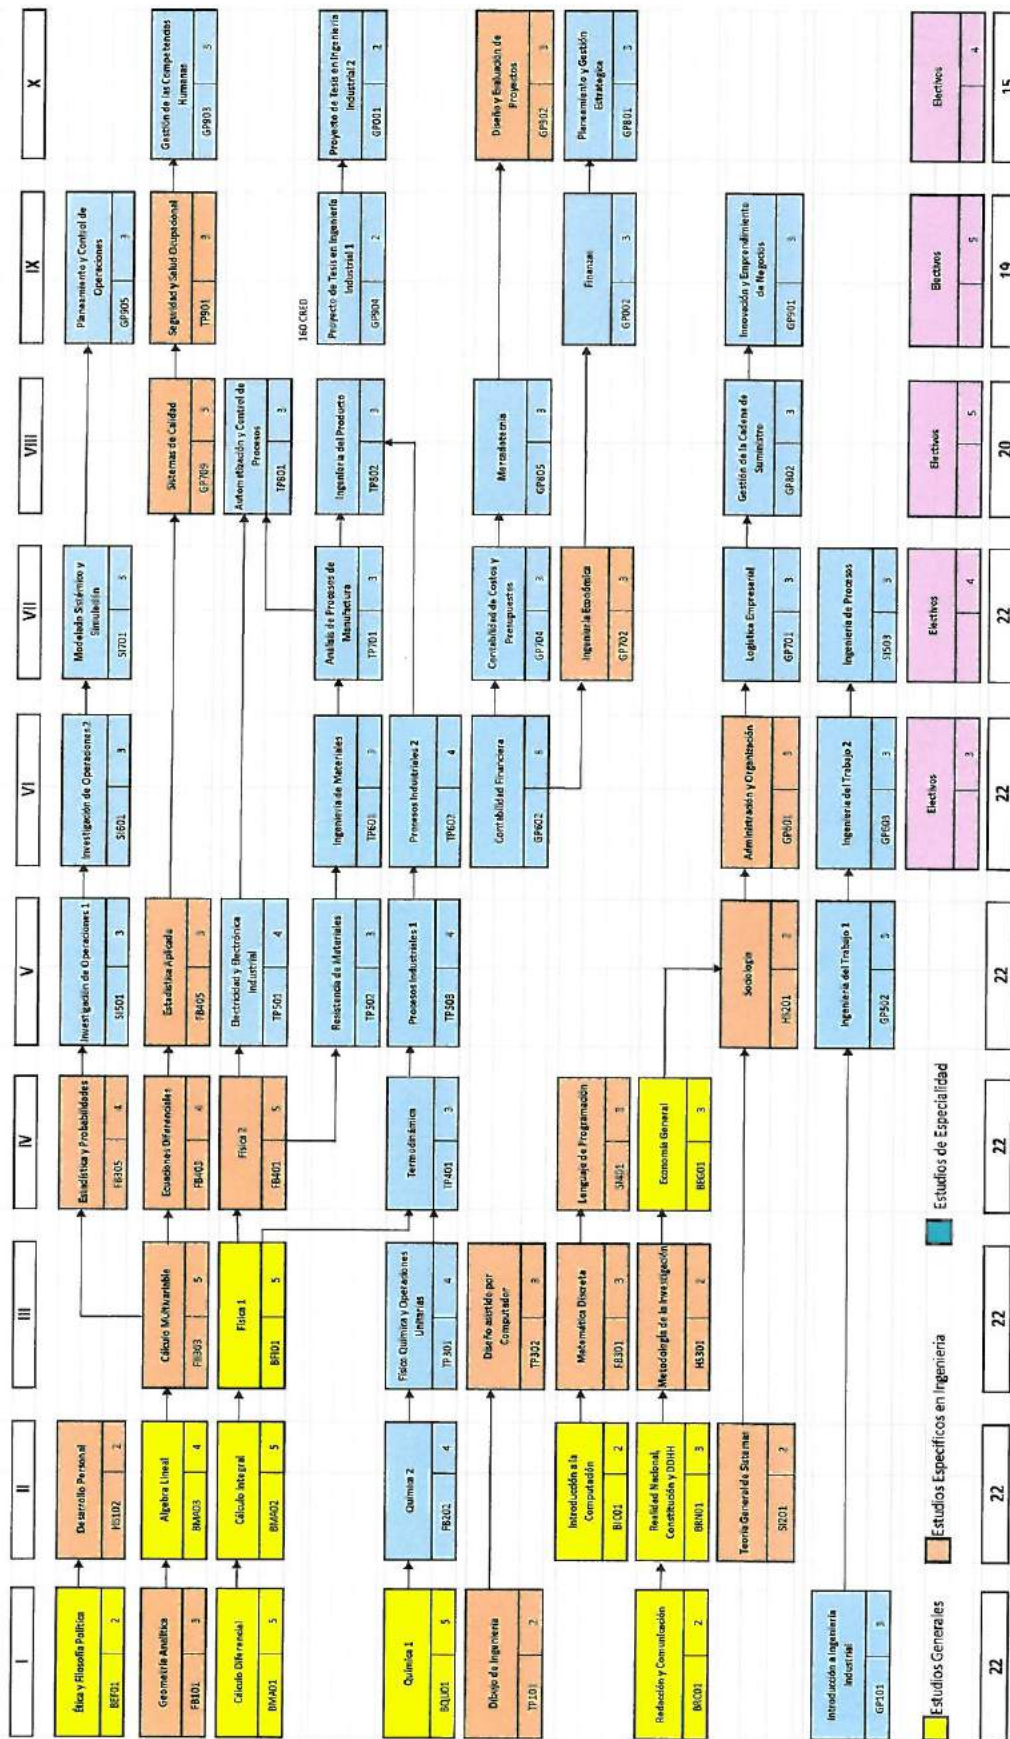 I
II
III
IV
V
VI
VII
VIII
IX
X
Ética y Filosofía Política
BEF01
2
Geometría Analítica
FB101
3
Cálculo Diferencial
BMA01
5
Química 1
BQU01
5
Dibujo de Ingeniería
TP101
2
Redacción y Comunicación
BRC01
2
Introducción a Ingeniería
Industrial
GP101
3
Desarrollo Personal
HS102
2
Algebra Lineal
BMA03
4
Cálculo Integral
BMA02
5
Química 2
FB202
4
Introducción a la
Computación
BIC01
2
Realidad Nacional,
Constitución y DDHH
BRN01
3
Teoría General de Sistemas
SI201
2
Cálculo Multivariable
FB303
5
Física 1
BFI01
5
Físico Química y Operaciones
Unitarias
TP301
4
Diseño asistido por
Computador
TP302
3
Matemática Discreta
FB301
3
Metodología de la Investigación
HS301
2
Estadística y Probabilidades
FB305
4
Ecuaciones Diferenciales
FB403
4
Física 2
FB401
5
Termodinámica
TP401
3
Lenguaje de Programación
SI401
3
Economía General
BEG01
3
Investigación de Operaciones 1
SI501
3
Estadística Aplicada
FB405
3
Electricidad y Electrónica
Industrial
TP501
4
Resistencia de Materiales
TP502
3
Procesos Industriales 1
TP503
4
Sociología
HS201
2
Ingeniería del Trabajo 1
GP502
3
Investigación de Operaciones 2
SI601
3
Ingeniería de Materiales
TP601
3
Procesos Industriales 2
TP602
4
Contabilidad Financiera
GP602
3
Administración y Organización
GP601
3
Ingeniería del Trabajo 2
GP603
3
Electivos
3
Modelado Sistémico y
Simulación
SI701
3
Análisis de Procesos de
Manufactura
TP701
3
Contabilidad de Costos y
Presupuestos
GP704
3
Ingeniería Económica
GP702
3
Logística Empresarial
GP701
3
Ingeniería de Procesos
SI503
3
Electivos
4
Sistemas de Calidad
GP709
3
Automatización y Control de
Procesos
TP801
3
Ingeniería del Producto
TP802
3
Mercadotecnia
GP805
3
Gestión de la Cadena de
Suministro
GP802
3
Electivos
5
Planeamiento y Control de
Operaciones
GP905
3
Seguridad y Salud Ocupacional
TP901
3
160 CRED
Proyecto de Tesis en Ingeniería
Industrial 1
GP904
2
Finanzas
GP002
3
Innovación y Emprendimiento
de Negocios
GP901
3
Electivos
5
Gestión de las Competencias
Humanas
GP903
3
Proyecto de Tesis en Ingeniería
Industrial 2
GP001
2
Diseño y Evaluación de
Proyectos
GP902
3
Planeamiento y Gestión
Estrategica
GP801
3
Electivos
4
Estudios Generales
Estudios Específicos en Ingeniería
Estudios de Especialidad
22
22
22
22
22
22
22
20
19
15